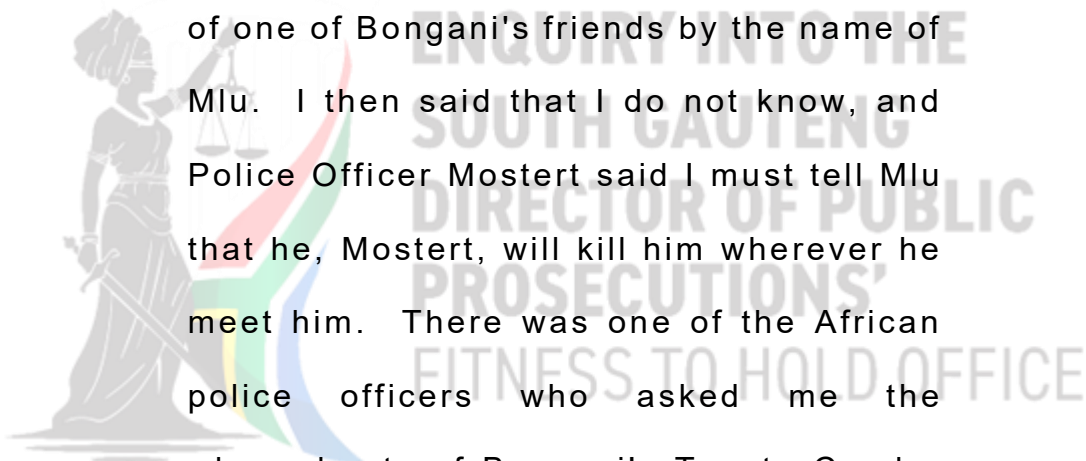 of one of Bongani's friends by the name of
Mlu. I then said that I do not know, and
Police Officer Mostert said I must tell Mlu
that he, Mostert, will kill him wherever he
meet him. There was one of the African
police officers who asked me the
of Bongani's Toyota
ENQUIRY INTO THE
SOUTH GAUTENG
DIRECTOR OF PUBLIC
PROSECUTIONS'
FITNESS TO HOLD OFFICE